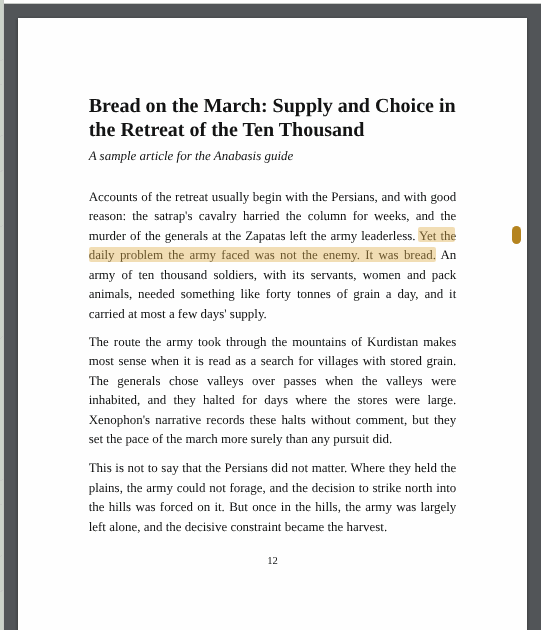 Bread on the March: Supply and Choice in
the Retreat of the Ten Thousand
A sample article for the Anabasis guide
Accounts of the retreat usually begin with the Persians, and with good
reason: the satrap's cavalry harried the column for weeks, and the
murder of the generals at the Zapatas left the army leaderless. Yet the
daily problem the army faced was not the enemy. It was bread. An
army of ten thousand soldiers, with its servants, women and pack
animals, needed something like forty tonnes of grain a day, and it
carried at most a few days' supply.
The route the army took through the mountains of Kurdistan makes
most sense when it is read as a search for villages with stored grain.
The generals chose valleys over passes when the valleys were
inhabited, and they halted for days where the stores were large.
Xenophon's narrative records these halts without comment, but they
set the pace of the march more surely than any pursuit did.
This is not to say that the Persians did not matter. Where they held the
plains, the army could not forage, and the decision to strike north into
the hills was forced on it. But once in the hills, the army was largely
left alone, and the decisive constraint became the harvest.
12